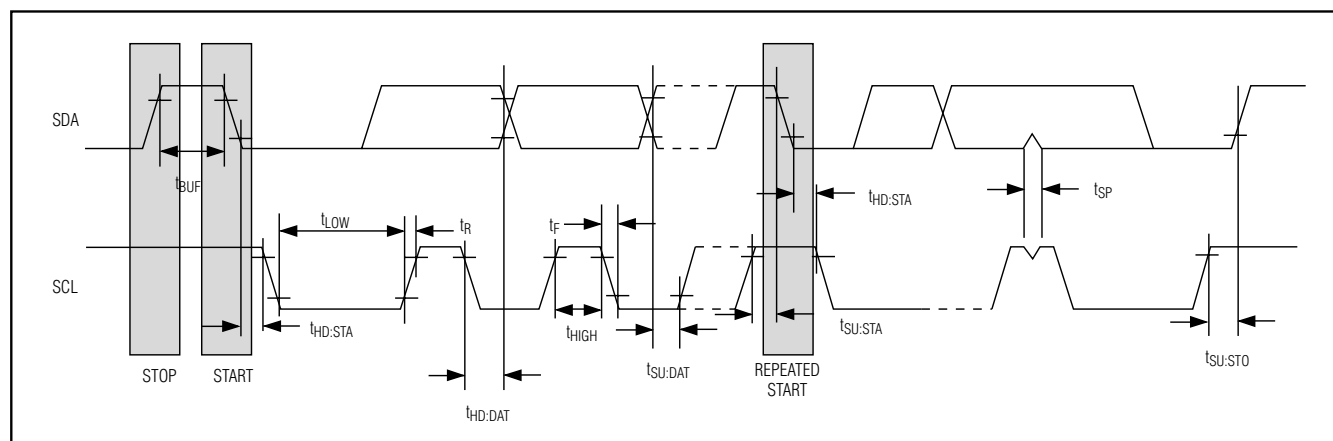 SDA
tBUF
tHD:STA
tSP
tLOW
tR
tF
SCL
tHD:STA
tHIGH
tSU:STA
tSU:DAT
tSU:STO
STOP
START
REPEATED
START
tHD:DAT